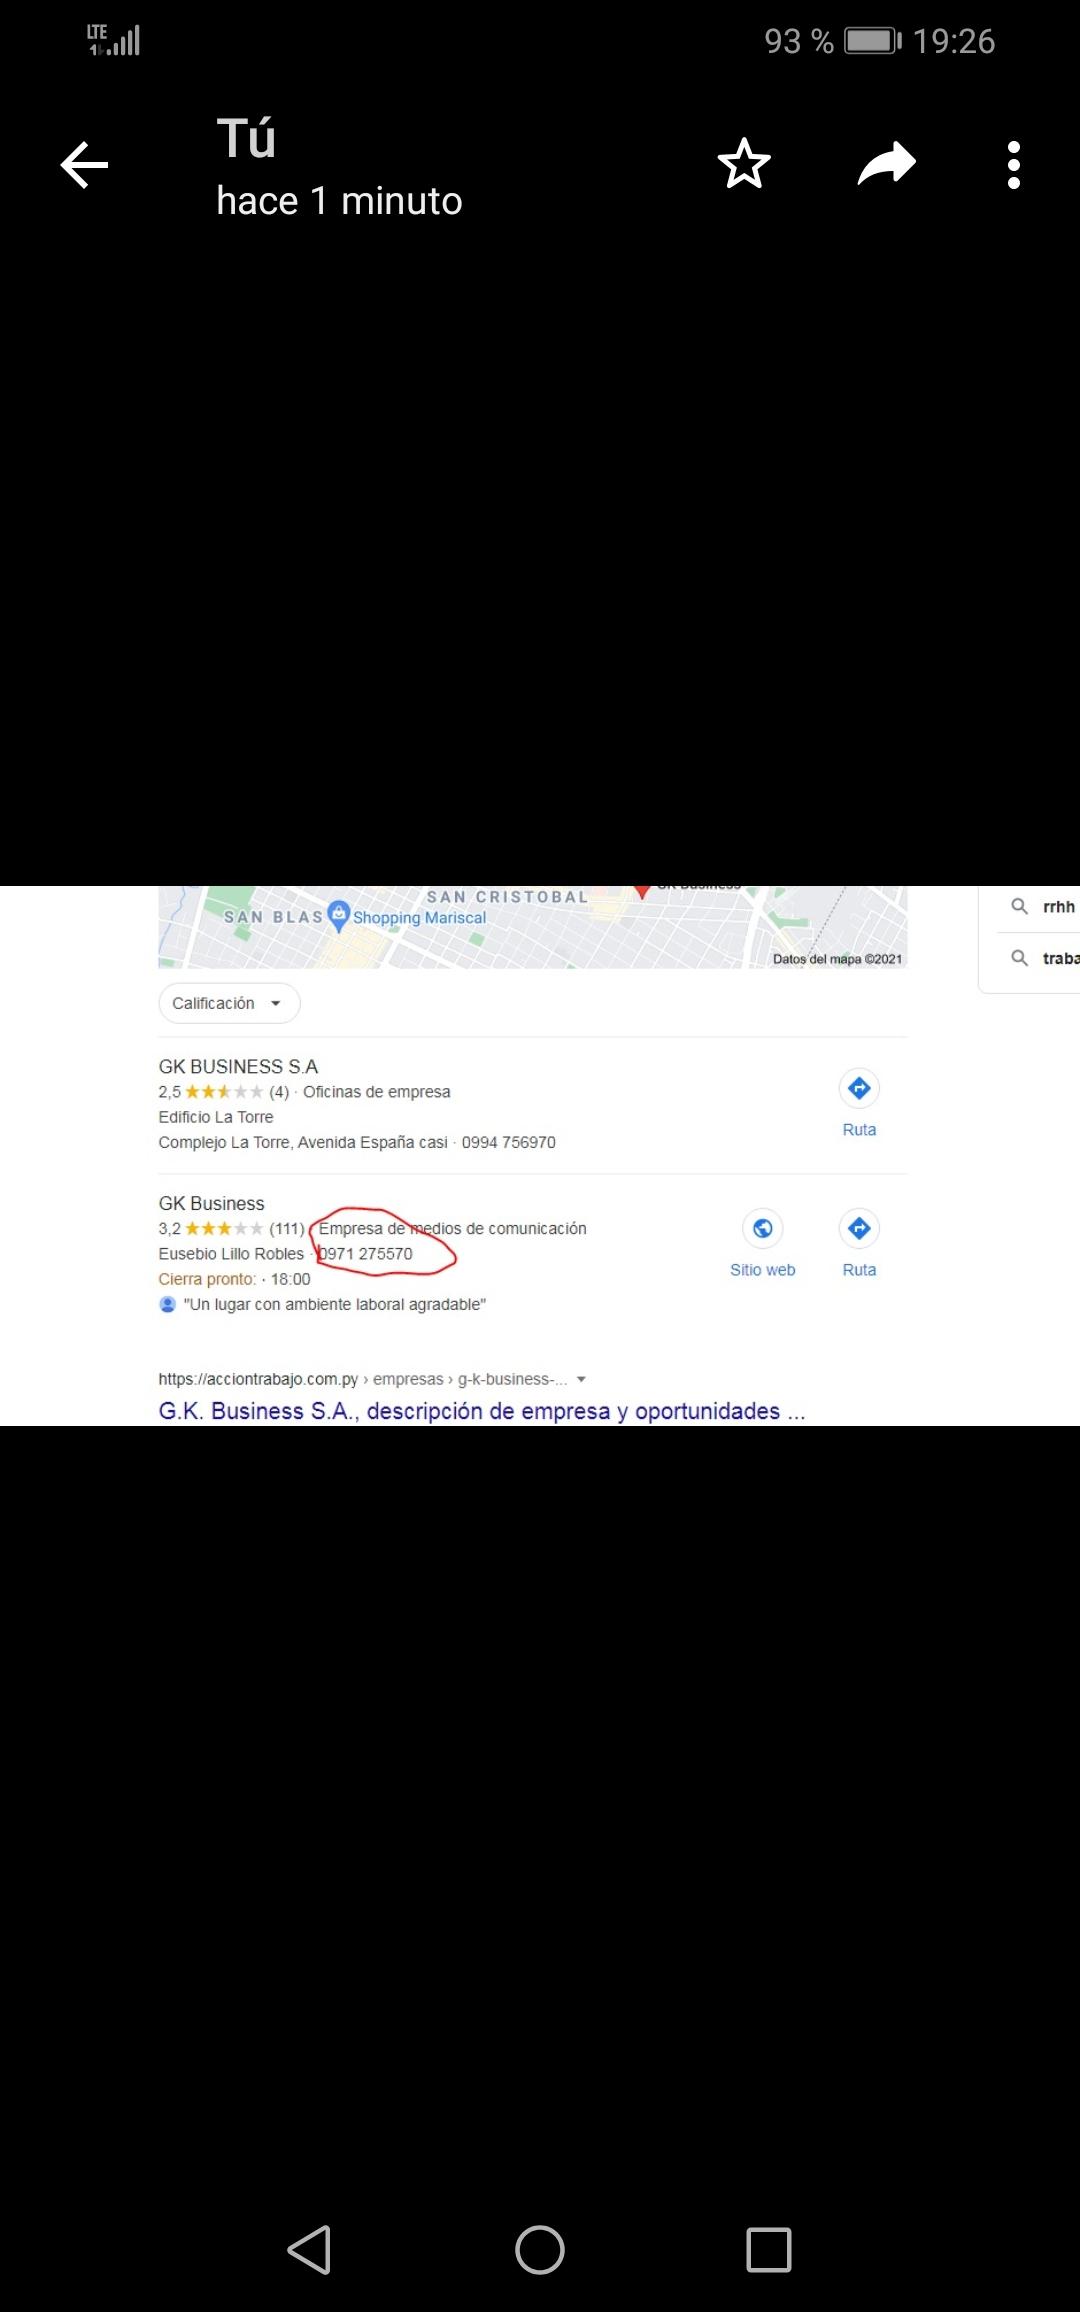 LTE
93 % 19:26
Tú
hace 1 minuto
SAN CRISTOBAL
GK Business
SAN BLAS
Shopping Mariscal
Datos del mapa ©2021
rrhh
traba
Calificación
GK BUSINESS S.A
2,5 (4) · Oficinas de empresa
Edificio La Torre
Complejo La Torre, Avenida España casi · 0994 756970
Ruta
GK Business
3,2 (111) · Empresa de medios de comunicación
Eusebio Lillo Robles · 0971 275570
Cierra pronto: · 18:00
"Un lugar con ambiente laboral agradable"
Sitio web
Ruta
https://acciontrabajo.com.py › empresas › g-k-business-...
G.K. Business S.A., descripción de empresa y oportunidades ...